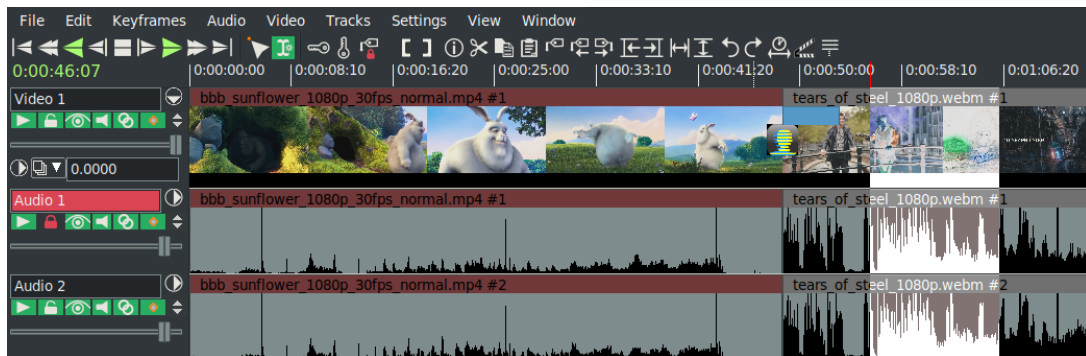 File Edit Keyframes Audio Video Tracks Settings View Window
0:00:46:07 0:00:00:00 0:00:08:10 0:00:16:20 0:00:25:00 0:00:33:10 0:00:41:20 0:00:50:00 0:00:58:10 0:01:06:20
Video 1 bbb_sunflower_1080p_30fps_normal.mp4 #1 tears_of_steel_1080p.webm #1
0.0000
Audio 1 bbb_sunflower_1080p_30fps_normal.mp4 #1 tears_of_steel_1080p.webm #1
Audio 2 bbb_sunflower_1080p_30fps_normal.mp4 #2 tears_of_steel_1080p.webm #2